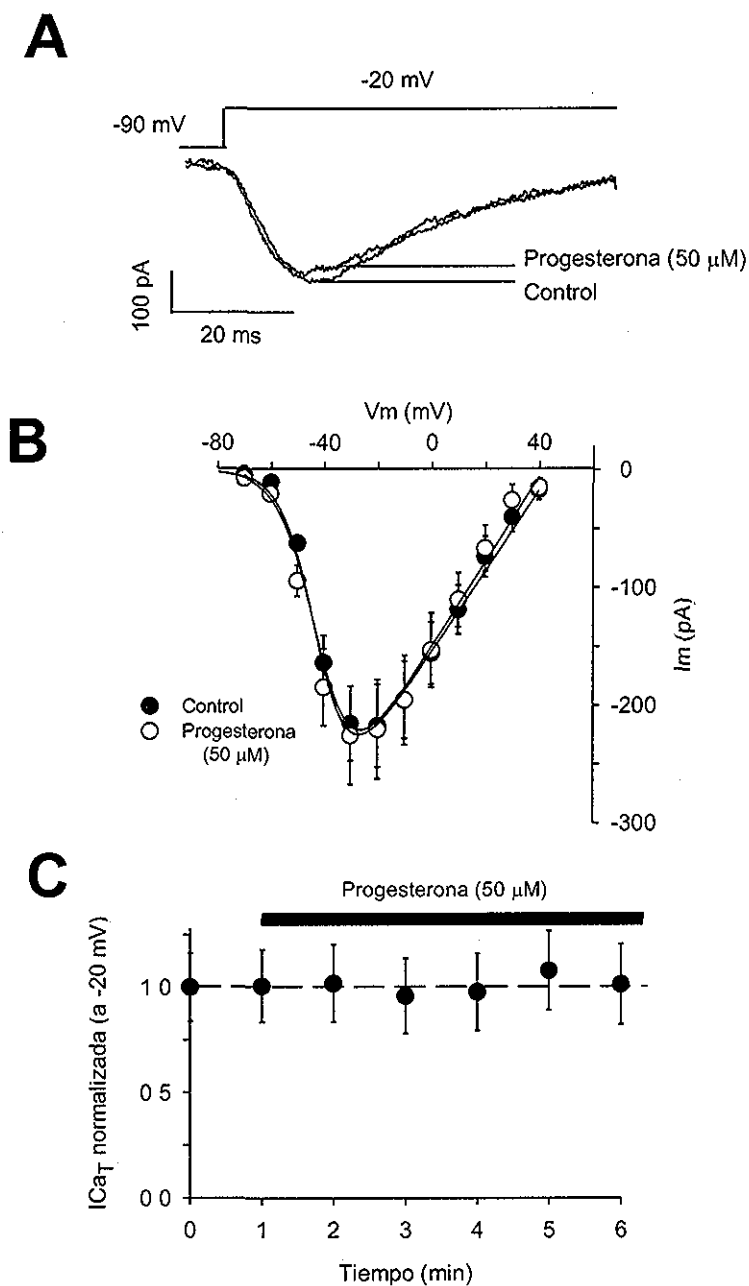 A
-20 mV
-90 mV
Progesterona (50 μM)
Control
100 pA
20 ms
B
Vm (mV)
-80 -40 0 40
0
-100
-200
-300
Im (pA)
Control
Progesterona
(50 μM)
C
Progesterona (50 μM)
ICaT normalizada (a -20 mV)
1 0
0 5
0 0
0 1 2 3 4 5 6
Tiempo (min)